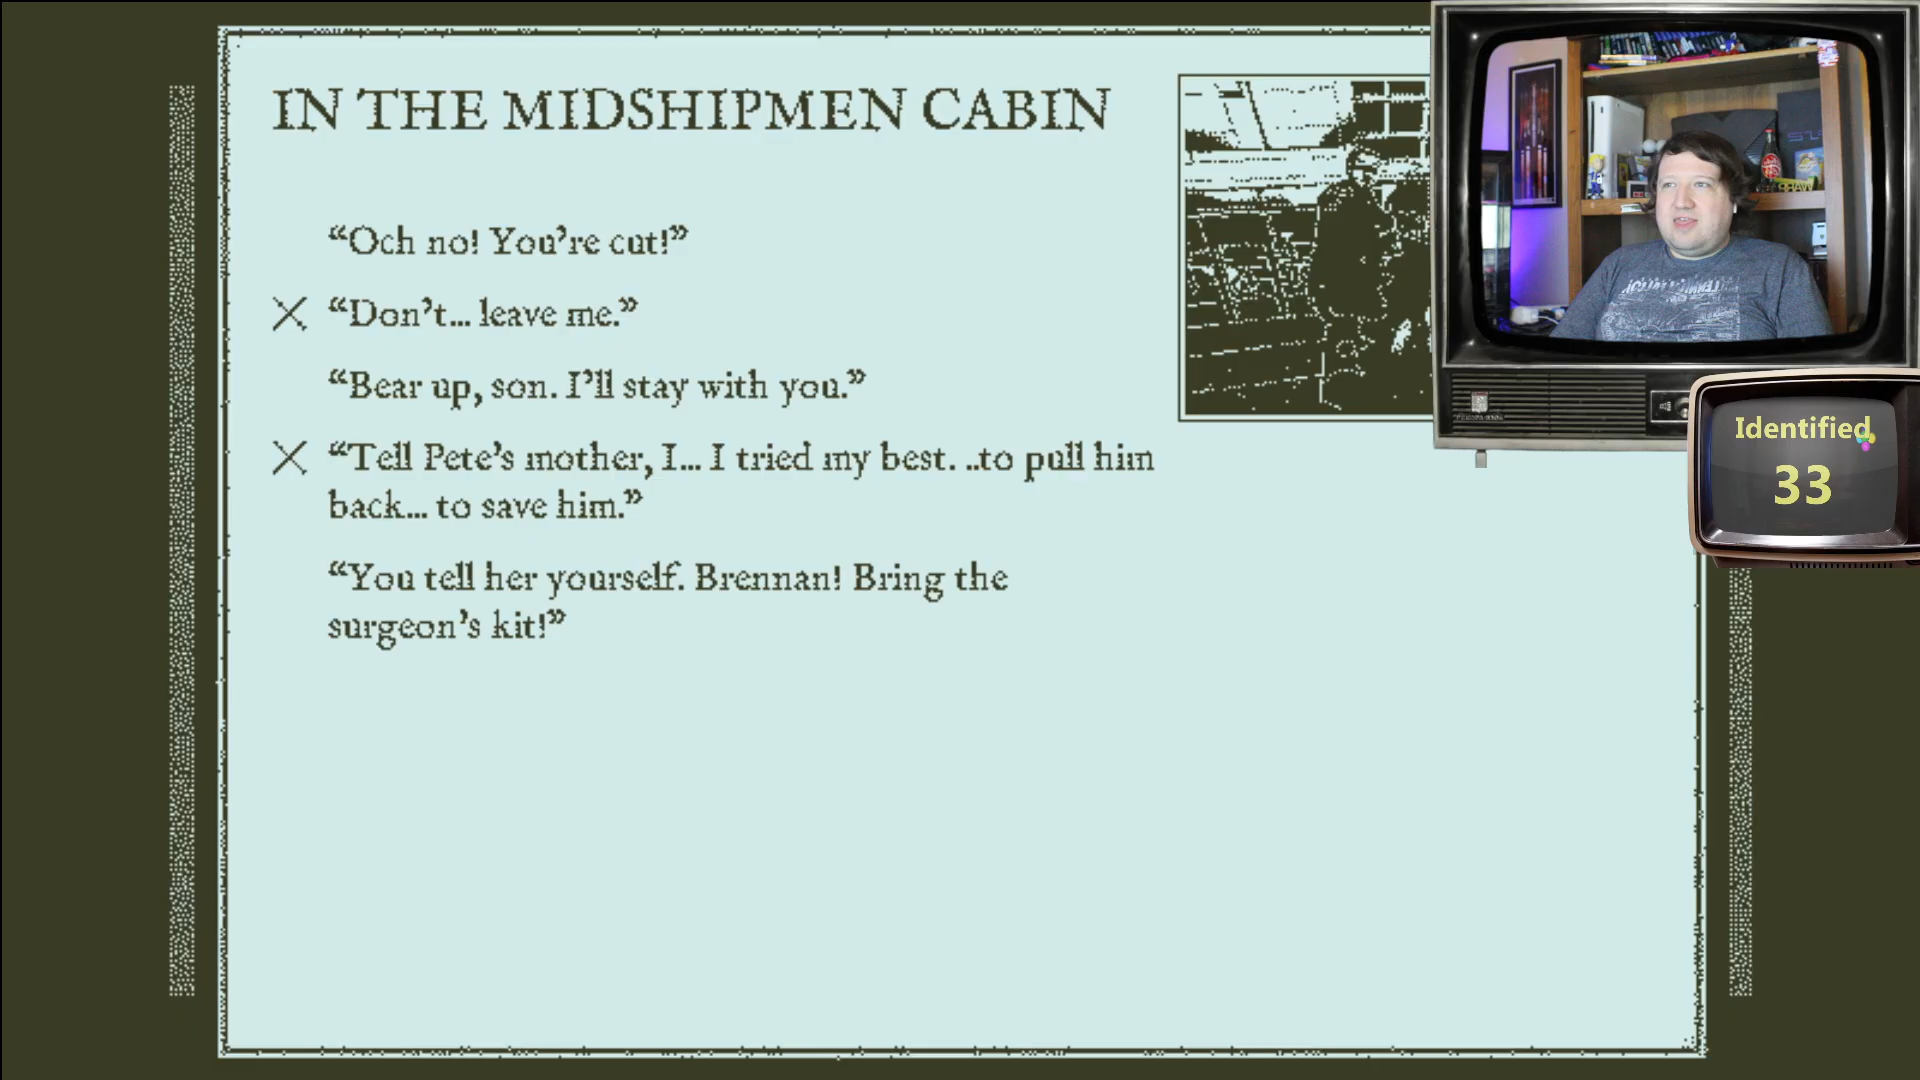 IN THE MIDSHIPMEN CABIN
“Och no! You’re cut!”
“Don’t... leave me.”
“Bear up, son. I’ll stay with you.”
“Tell Pete’s mother, I... I tried my best. ..to pull him
back... to save him.”
“You tell her yourself. Brennan! Bring the
surgeon’s kit!”
Identified
33